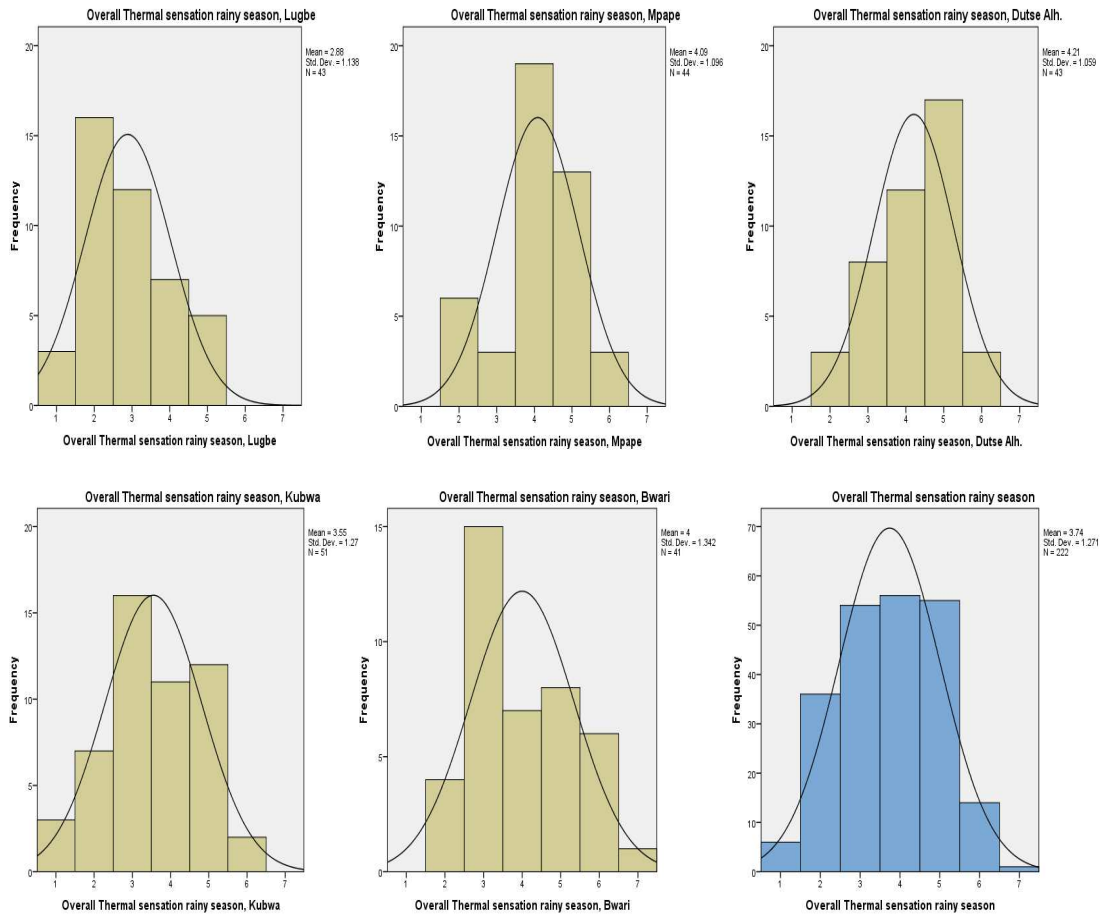 Overall Thermal sensation rainy season, Lugbe
Mean = 2.88
Std. Dev. = 1.138
N = 43
Frequency
20
15
10
5
0
1 2 3 4 5 6 7
Overall Thermal sensation rainy season, Lugbe
Overall Thermal sensation rainy season, Mpape
Mean = 4.09
Std. Dev. = 1.096
N = 44
Frequency
20
15
10
5
0
1 2 3 4 5 6 7
Overall Thermal sensation rainy season, Mpape
Overall Thermal sensation rainy season, Dutse Alh.
Mean = 4.21
Std. Dev. = 1.059
N = 43
Frequency
20
15
10
5
0
1 2 3 4 5 6 7
Overall Thermal sensation rainy season, Dutse Alh.
Overall Thermal sensation rainy season, Kubwa
Mean = 3.55
Std. Dev. = 1.27
N = 51
Frequency
20
15
10
5
0
1 2 3 4 5 6 7
Overall Thermal sensation rainy season, Kubwa
Overall Thermal sensation rainy season, Bwari
Mean = 4
Std. Dev. = 1.342
N = 41
Frequency
15
10
5
0
1 2 3 4 5 6 7
Overall Thermal sensation rainy season, Bwari
Overall Thermal sensation rainy season
Mean = 3.74
Std. Dev. = 1.271
N = 222
Frequency
70
60
50
40
30
20
10
0
1 2 3 4 5 6 7
Overall Thermal sensation rainy season